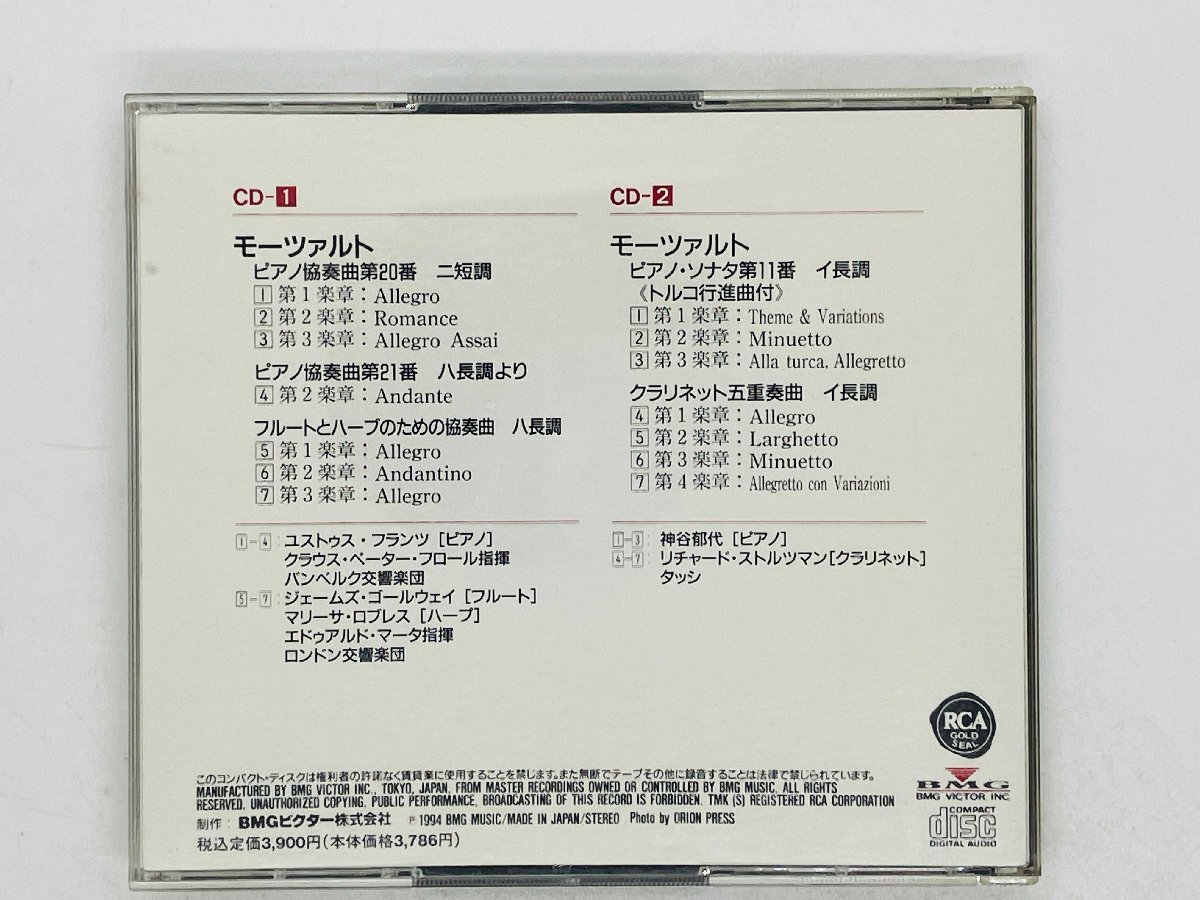 CD-1
モーツァルト
ピアノ協奏曲第20番 ニ短調
1 第1楽章：Allegro
2 第2楽章：Romance
3 第3楽章：Allegro Assai
ピアノ協奏曲第21番 ハ長調より
4 第2楽章：Andante
フルートとハープのための協奏曲 ハ長調
5 第1楽章：Allegro
6 第2楽章：Andantino
7 第3楽章：Allegro
1-4：ユストゥス・フランツ［ピアノ］
クラウス・ペーター・フロール指揮
バンベルク交響楽団
5-7：ジェームズ・ゴールウェイ［フルート］
マリーサ・ロブレス［ハープ］
エドゥアルド・マータ指揮
ロンドン交響楽団
CD-2
モーツァルト
ピアノ・ソナタ第11番 イ長調
《トルコ行進曲付》
1 第1楽章：Theme & Variations
2 第2楽章：Minuetto
3 第3楽章：Alla turca, Allegretto
クラリネット五重奏曲 イ長調
4 第1楽章：Allegro
5 第2楽章：Larghetto
6 第3楽章：Minuetto
7 第4楽章：Allegretto con Variazioni
1-3：神谷郁代［ピアノ］
4-7：リチャード・ストルツマン［クラリネット］
タッシ
RCA
GOLD
SEAL
BMG
BMG VICTOR, INC.
COMPACT
disc
DIGITAL AUDIO
このコンパクト・ディスクは権利者の許諾なく賃貸業に使用することを禁じます。また無断でテープその他に録音することは法律で禁じられています。
MANUFACTURED BY BMG VICTOR INC., TOKYO, JAPAN, FROM MASTER RECORDINGS OWNED OR CONTROLLED BY BMG MUSIC. ALL RIGHTS
RESERVED. UNAUTHORIZED COPYING, PUBLIC PERFORMANCE, BROADCASTING OF THIS RECORD IS FORBIDDEN. TMK (S) REGISTERED RCA CORPORATION
制作：BMGビクター株式会社 ℗1994 BMG MUSIC/MADE IN JAPAN/STEREO Photo by ORION PRESS
税込定価3,900円(本体価格3,786円)